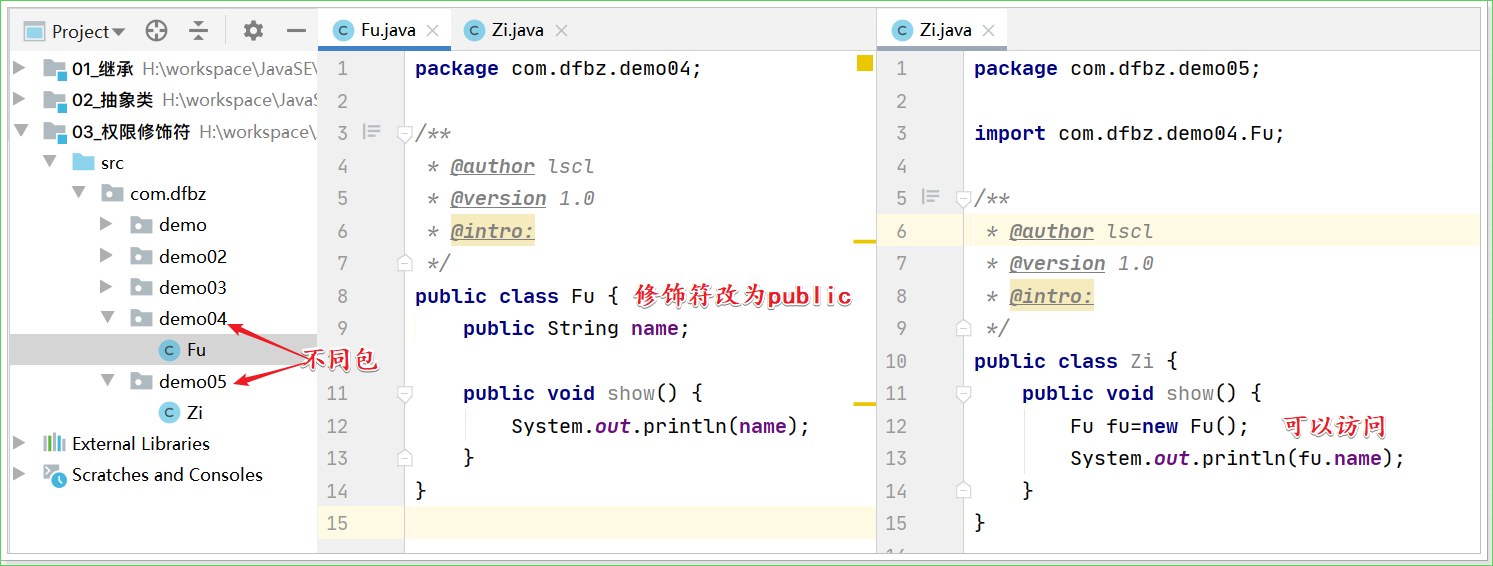 Project
01_继承 H:\workspace\JavaSE\
02_抽象类 H:\workspace\JavaS
03_权限修饰符 H:\workspace\
src
com.dfbz
demo
demo02
demo03
demo04
Fu
不同包
demo05
Zi
External Libraries
Scratches and Consoles
Fu.java
Zi.java
1 package com.dfbz.demo04;
2
3 /**
4 * @author lscl
5 * @version 1.0
6 * @intro:
7 */
8 public class Fu { 修饰符改为public
9 public String name;
11 public void show() {
12 System.out.println(name);
13 }
14 }
15
Zi.java
1 package com.dfbz.demo05;
2
3 import com.dfbz.demo04.Fu;
4
5 /**
6 * @author lscl
7 * @version 1.0
8 * @intro:
9 */
10 public class Zi {
11 public void show() {
12 Fu fu=new Fu(); 可以访问
13 System.out.println(fu.name);
14 }
15 }